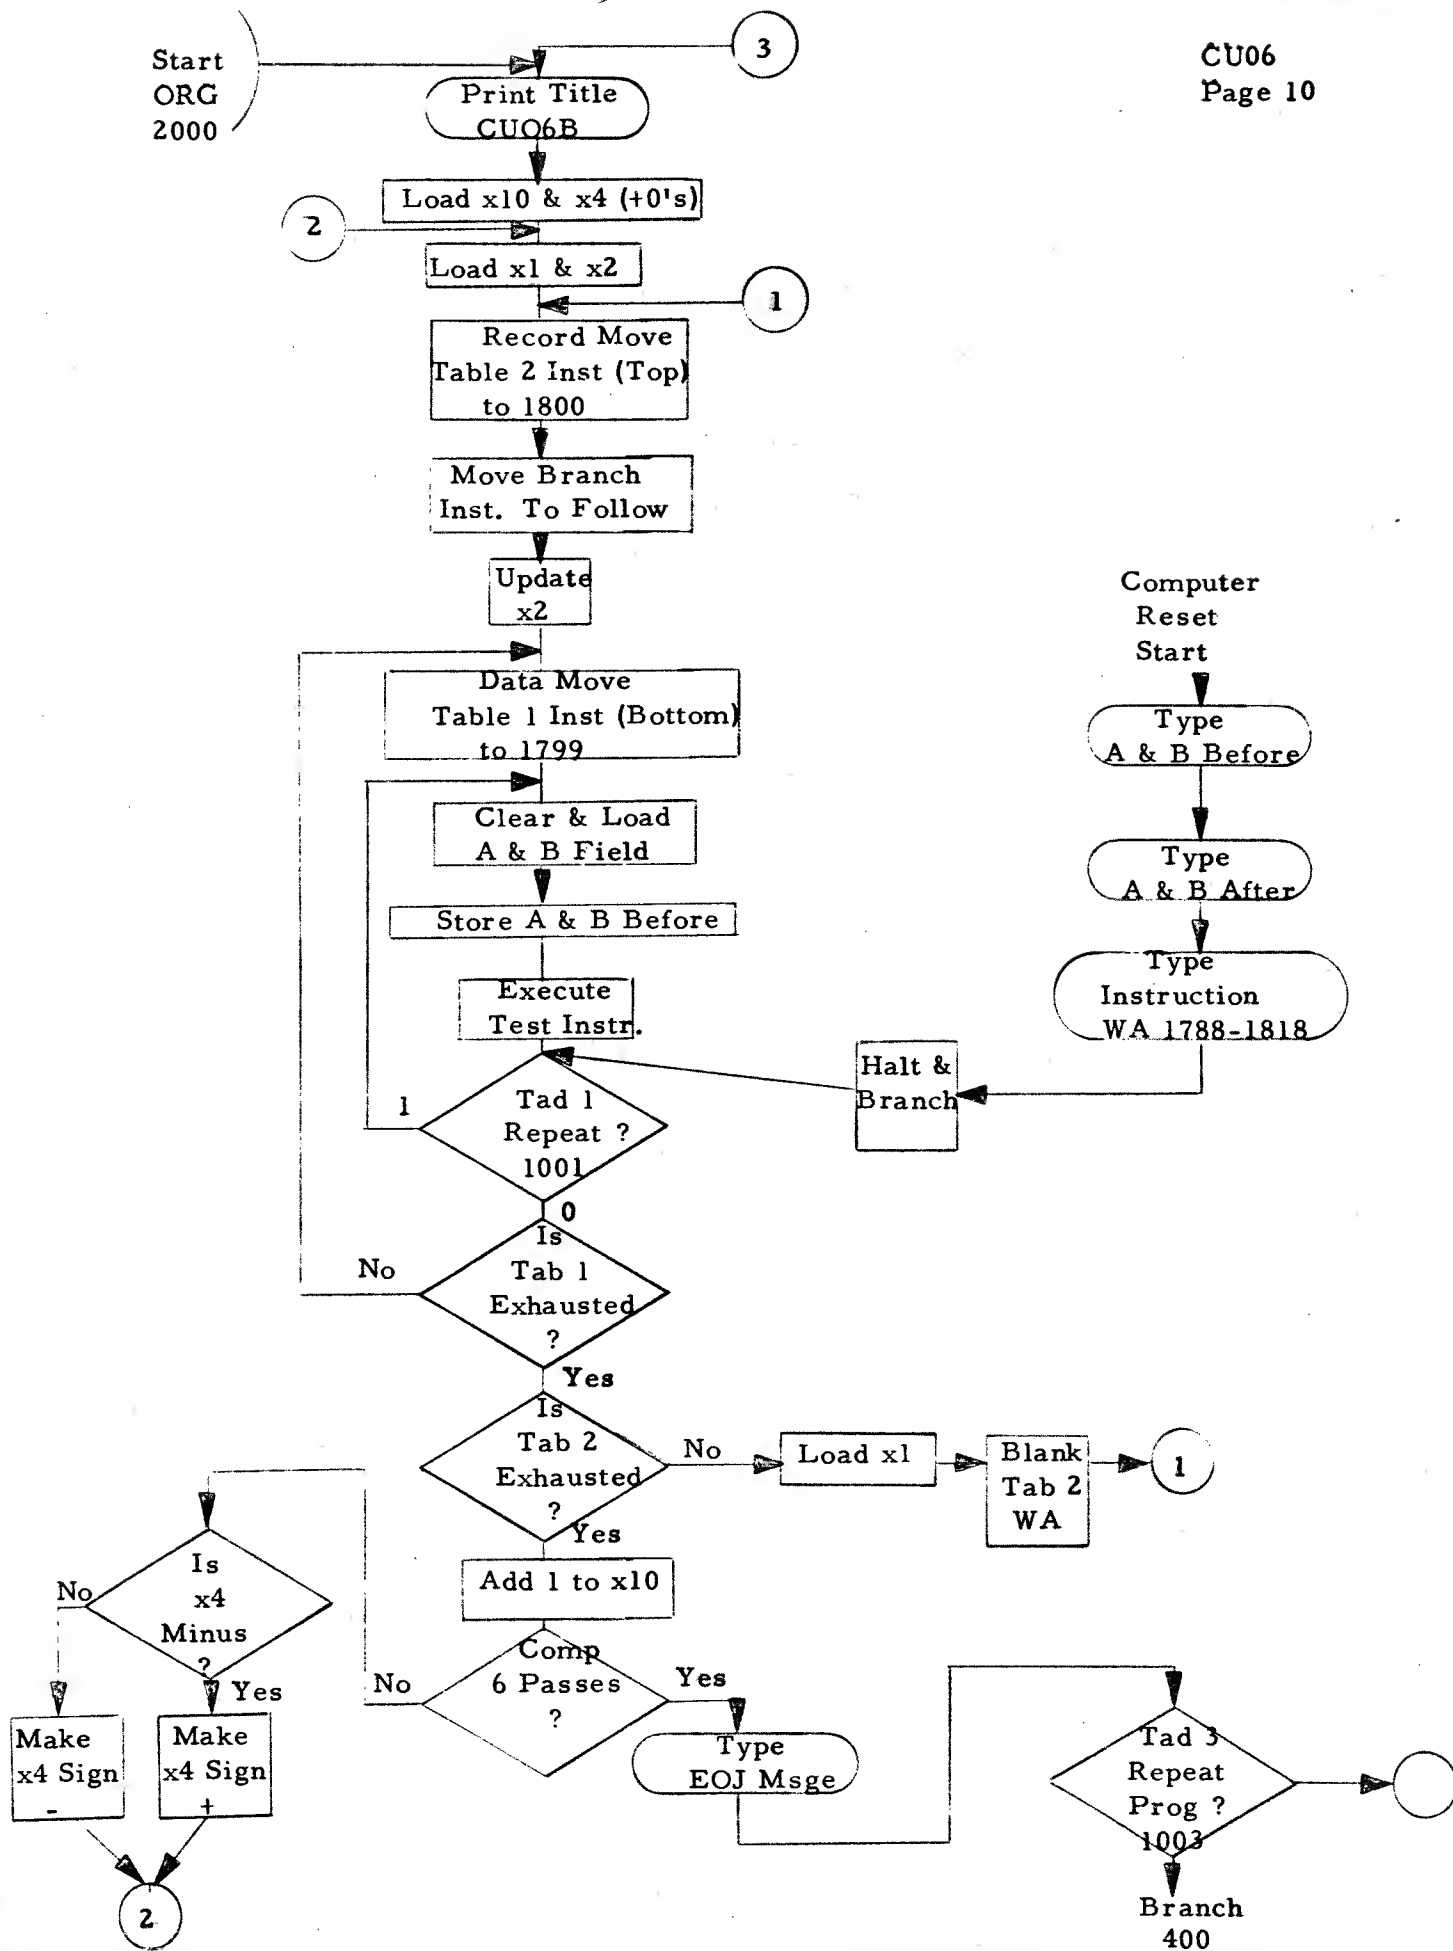 CU06
Page 10
Start
ORG
2000
3
Print Title
CU06B
Load x10 & x4 (+0's)
2
Load x1 & x2
1
Record Move
Table 2 Inst (Top)
to 1800
Move Branch
Inst. To Follow
Update
x2
Data Move
Table 1 Inst (Bottom)
to 1799
Clear & Load
A & B Field
Store A & B Before
Execute
Test Instr.
Computer
Reset
Start
Type
A & B Before
Type
A & B After
Type
Instruction
WA 1788-1818
Halt &
Branch
1
Tad 1
Repeat ?
1001
0
No
Is
Tab 1
Exhausted
?
Yes
Is
Tab 2
Exhausted
?
No
Load x1
Blank
Tab 2
WA
1
Yes
Add 1 to x10
Comp
6 Passes
?
No
Yes
Is
x4
Minus
?
No
Yes
Make
x4 Sign
-
Make
x4 Sign
+
2
Type
EOJ Msge
Tad 3
Repeat
Prog ?
1003
Branch
400